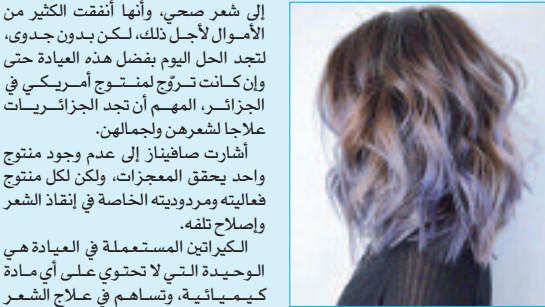 إلى شعر صحي، وأنها أنفقت الكثير من
الأموال لأجل ذلك، لكن بدون جدوى،
لتجد الحل اليوم بفضل هذه العيادة حتى
وإن كانت تروّج لمنتوج أمريكي في
الجزائر، المهم أن تجد الجزائريات
علاجا لشعرهن ولجمالهن.
أشارت صافيناز إلى عدم وجود منتوج
واحد يحقق المعجزات، ولكن لكل منتوج
فعاليته ومردوديته الخاصة في إنقاذ الشعر
وإصلاح تلفه.
الكيراتين المستعملة في العيادة هي
الوحيدة التي لا تحتوي على أي مادة
كيميائية، وتساهم في علاج الشعر